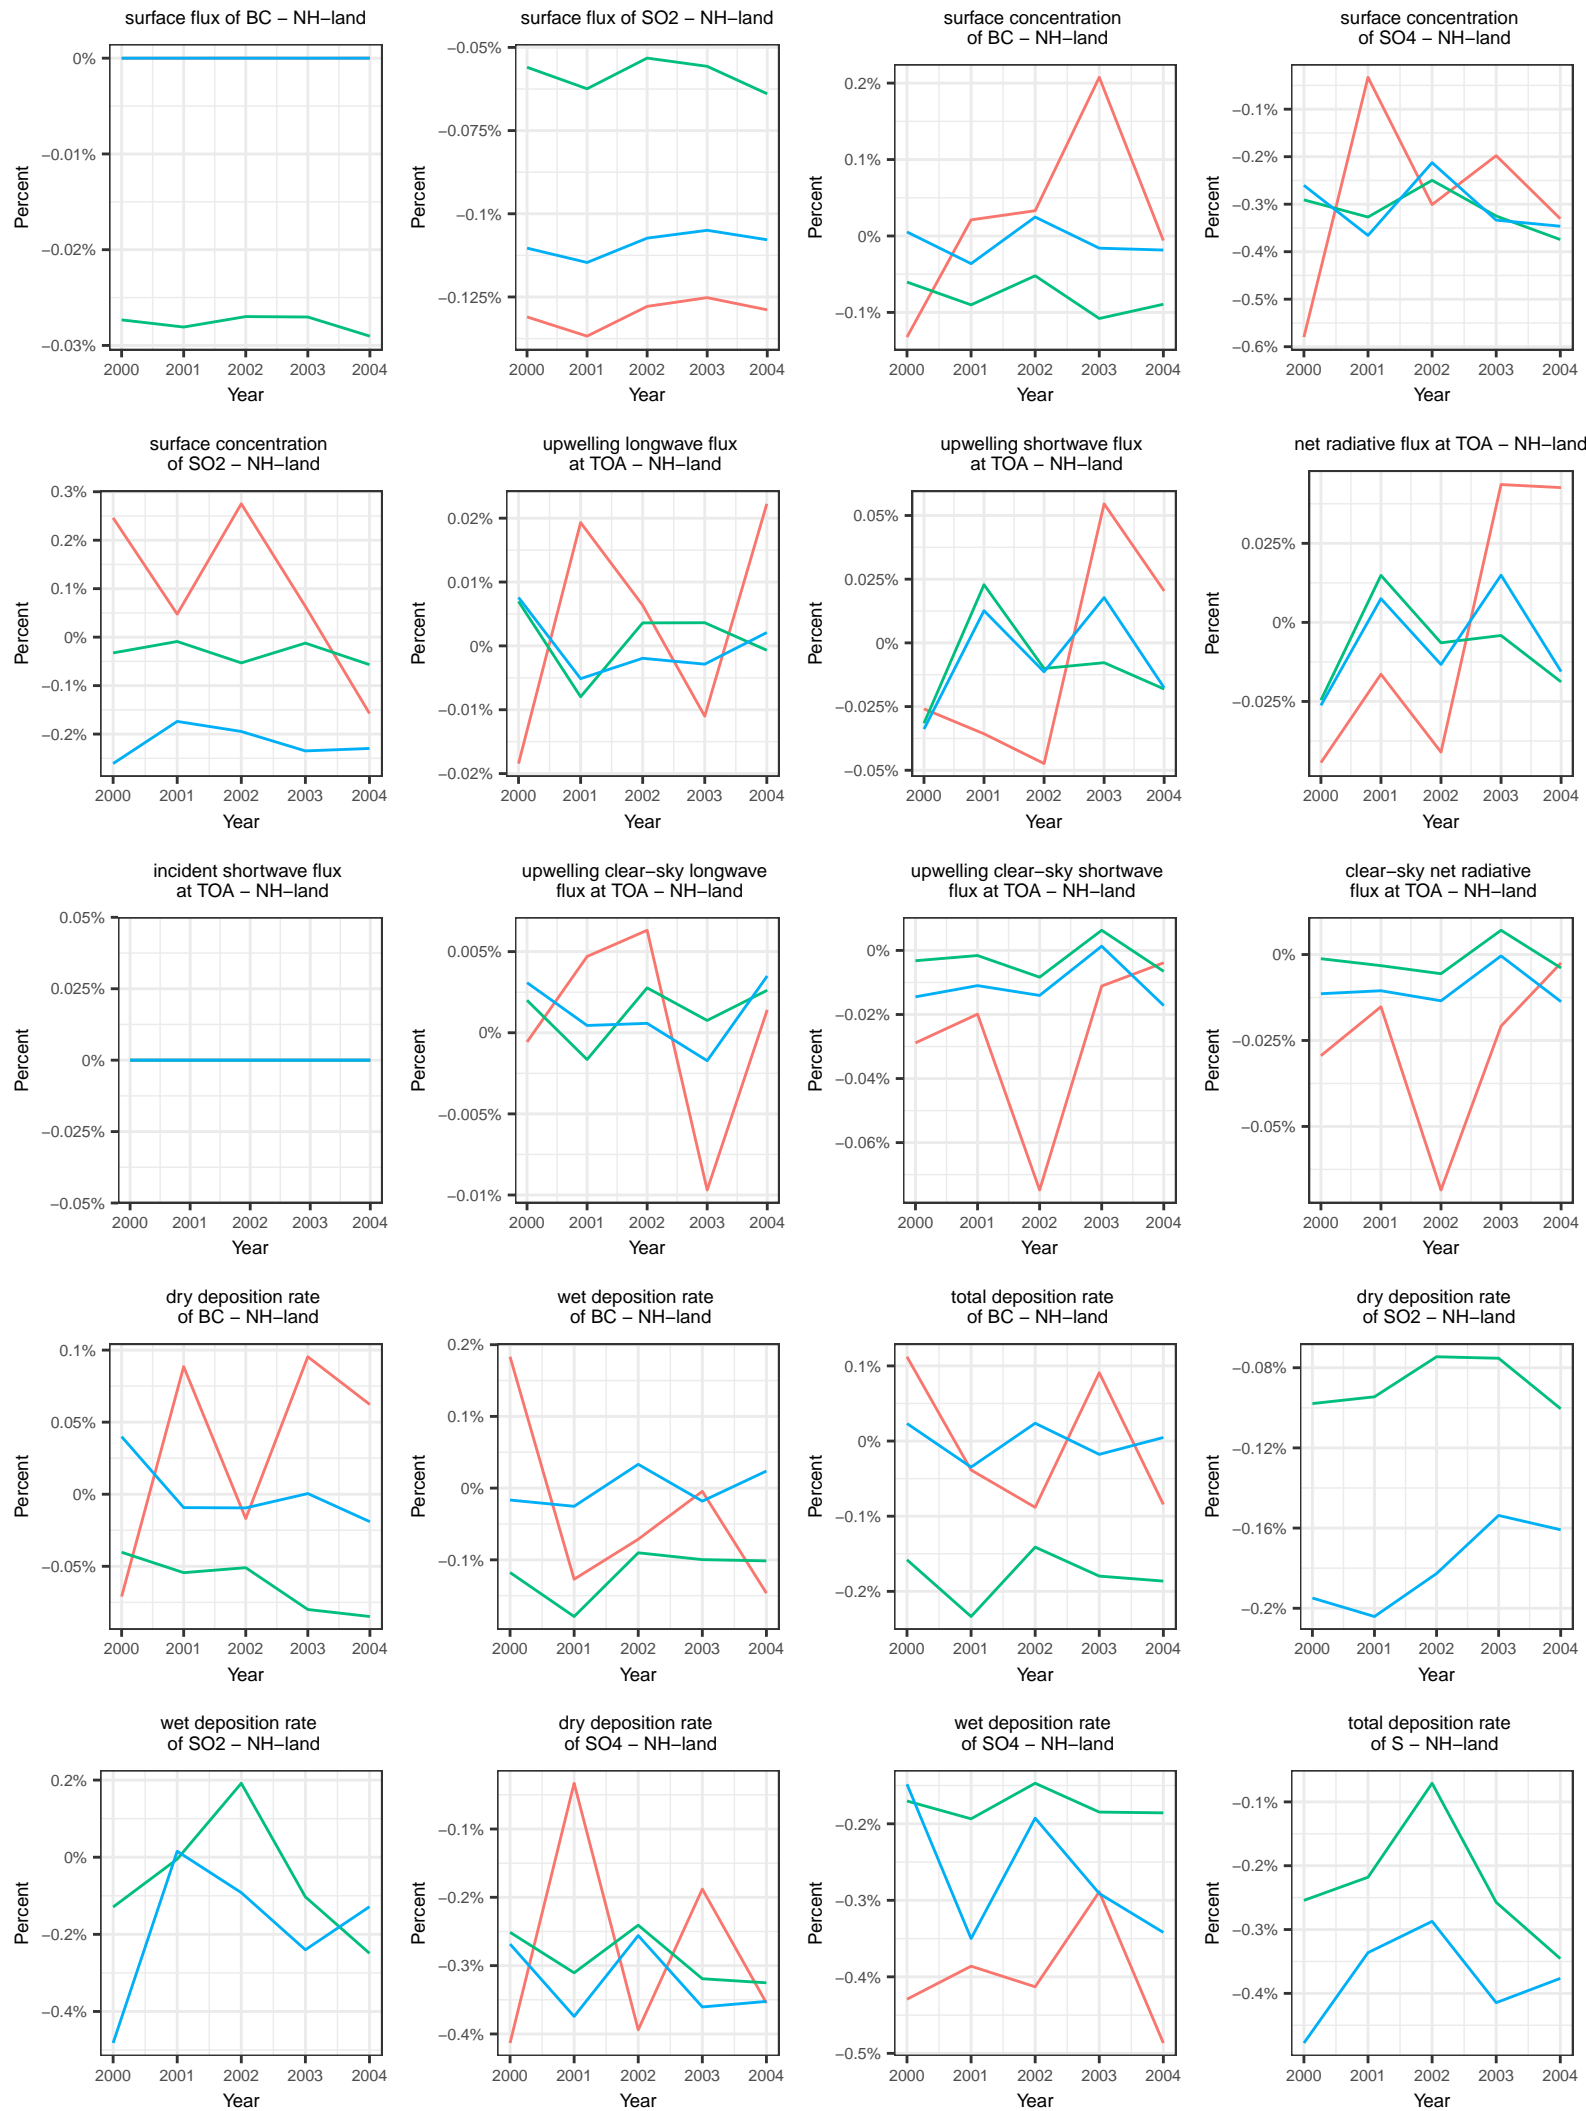 surface flux of BC − NH−land
0%
−0.01%
−0.02%
−0.03%
Percent
2000 2001 2002 2003 2004
Year
surface flux of SO2 − NH−land
−0.05%
−0.075%
−0.1%
−0.125%
Percent
2000 2001 2002 2003 2004
Year
surface concentration
of BC − NH−land
0.2%
0.1%
0%
−0.1%
Percent
2000 2001 2002 2003 2004
Year
surface concentration
of SO4 − NH−land
−0.1%
−0.2%
−0.3%
−0.4%
−0.5%
−0.6%
Percent
2000 2001 2002 2003 2004
Year
surface concentration
of SO2 − NH−land
0.3%
0.2%
0.1%
0%
−0.1%
−0.2%
Percent
2000 2001 2002 2003 2004
Year
upwelling longwave flux
at TOA − NH−land
0.02%
0.01%
0%
−0.01%
−0.02%
Percent
2000 2001 2002 2003 2004
Year
upwelling shortwave flux
at TOA − NH−land
0.05%
0.025%
0%
−0.025%
−0.05%
Percent
2000 2001 2002 2003 2004
Year
net radiative flux at TOA − NH−land
0.025%
0%
−0.025%
Percent
2000 2001 2002 2003 2004
Year
incident shortwave flux
at TOA − NH−land
0.05%
0.025%
0%
−0.025%
−0.05%
Percent
2000 2001 2002 2003 2004
Year
upwelling clear−sky longwave
flux at TOA − NH−land
0.005%
0%
−0.005%
−0.01%
Percent
2000 2001 2002 2003 2004
Year
upwelling clear−sky shortwave
flux at TOA − NH−land
0%
−0.02%
−0.04%
−0.06%
Percent
2000 2001 2002 2003 2004
Year
clear−sky net radiative
flux at TOA − NH−land
0%
−0.025%
−0.05%
Percent
2000 2001 2002 2003 2004
Year
dry deposition rate
of BC − NH−land
0.1%
0.05%
0%
−0.05%
Percent
2000 2001 2002 2003 2004
Year
wet deposition rate
of BC − NH−land
0.2%
0.1%
0%
−0.1%
Percent
2000 2001 2002 2003 2004
Year
total deposition rate
of BC − NH−land
0.1%
0%
−0.1%
−0.2%
Percent
2000 2001 2002 2003 2004
Year
dry deposition rate
of SO2 − NH−land
−0.08%
−0.12%
−0.16%
−0.2%
Percent
2000 2001 2002 2003 2004
Year
wet deposition rate
of SO2 − NH−land
0.2%
0%
−0.2%
−0.4%
Percent
2000 2001 2002 2003 2004
Year
dry deposition rate
of SO4 − NH−land
−0.1%
−0.2%
−0.3%
−0.4%
Percent
2000 2001 2002 2003 2004
Year
wet deposition rate
of SO4 − NH−land
−0.2%
−0.3%
−0.4%
−0.5%
Percent
2000 2001 2002 2003 2004
Year
total deposition rate
of S − NH−land
−0.1%
−0.2%
−0.3%
−0.4%
Percent
2000 2001 2002 2003 2004
Year